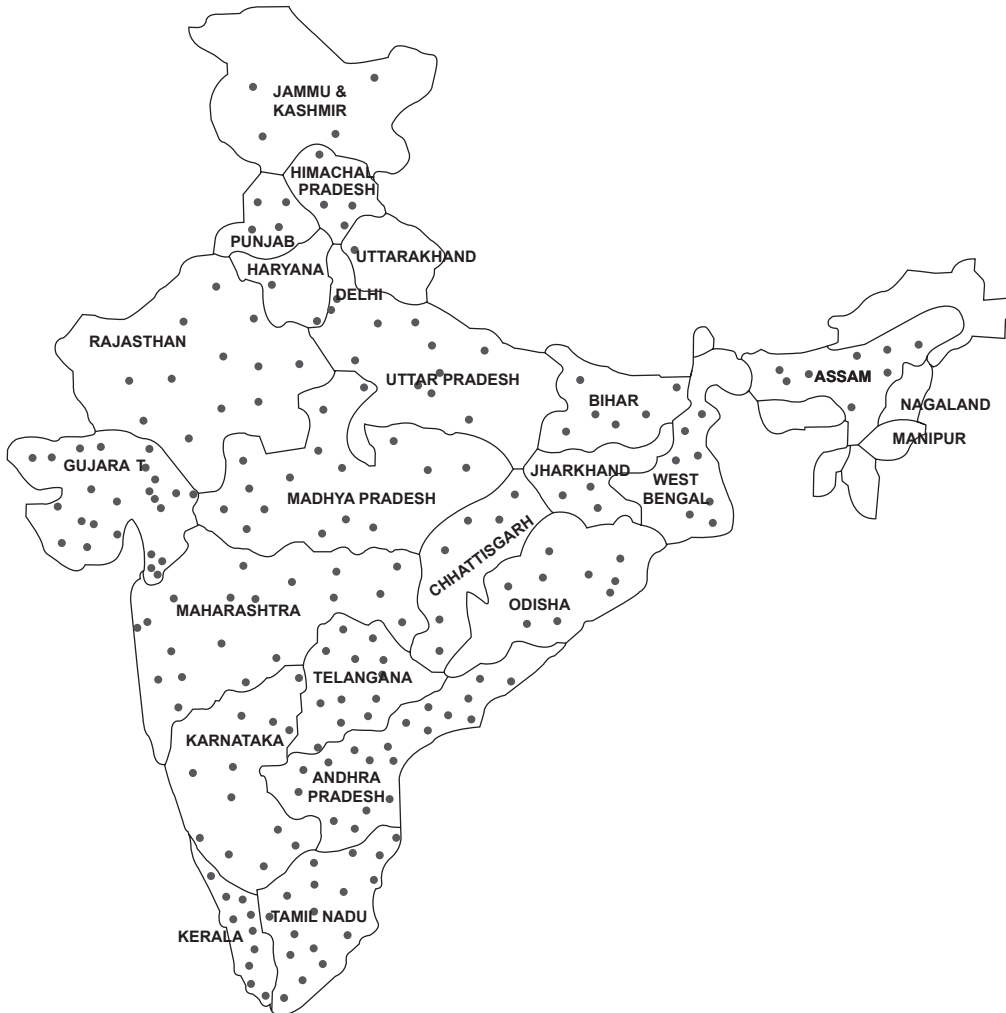 JAMMU &
KASHMIR
HIMACHAL
PRADESH
PUNJAB
UTTARAKHAND
HARYANA
DELHI
RAJASTHAN
UTTAR PRADESH
ASSAM
BIHAR
NAGALAND
MANIPUR
GUJARA T
JHARKHAND
WEST
BENGAL
MADHYA PRADESH
CHHATTISGARH
ODISHA
MAHARASHTRA
TELANGANA
KARNATAKA
ANDHRA
PRADESH
TAMIL NADU
KERALA